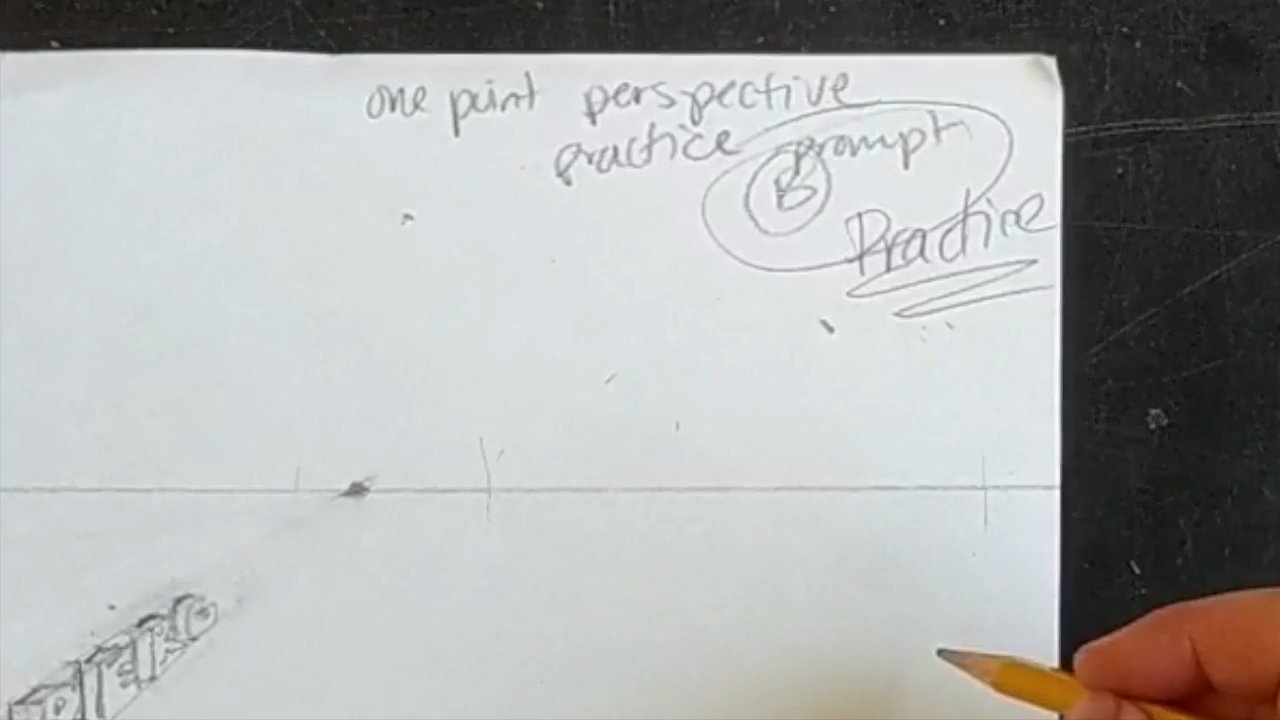 one point perspective
practice prompt
B
Practice